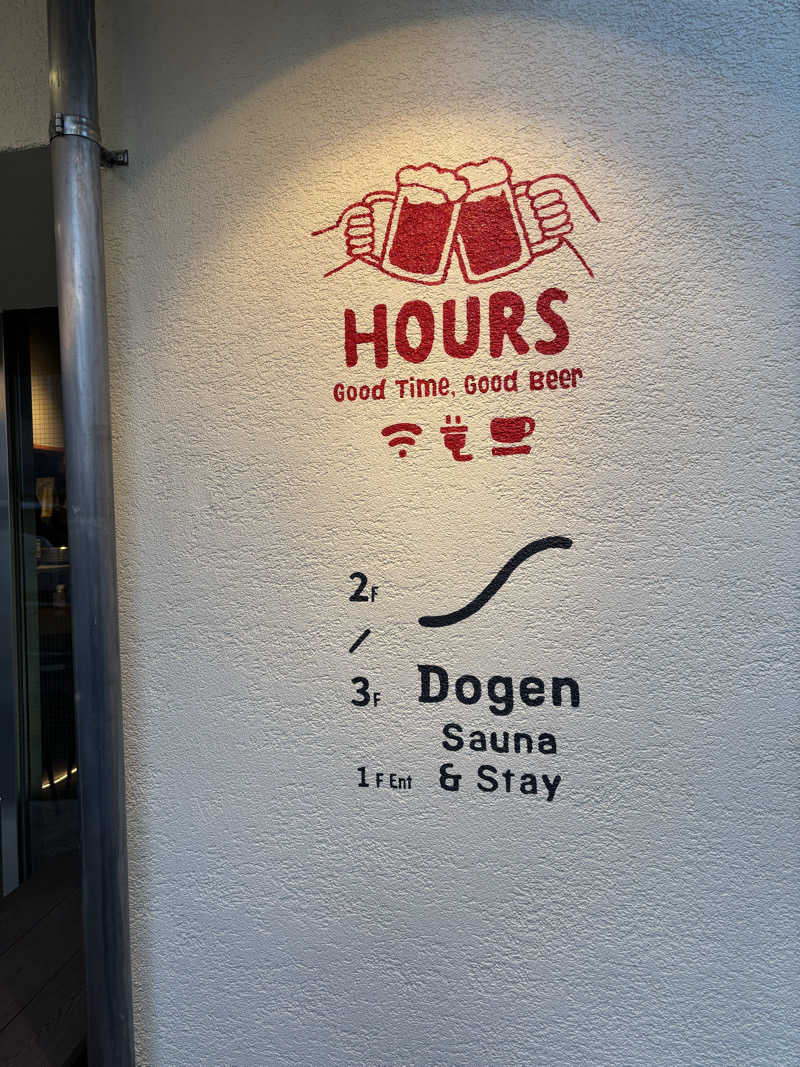 HOURS
Good Time, Good Beer
2F
/
3F
Dogen
Sauna
1F Ent
& Stay